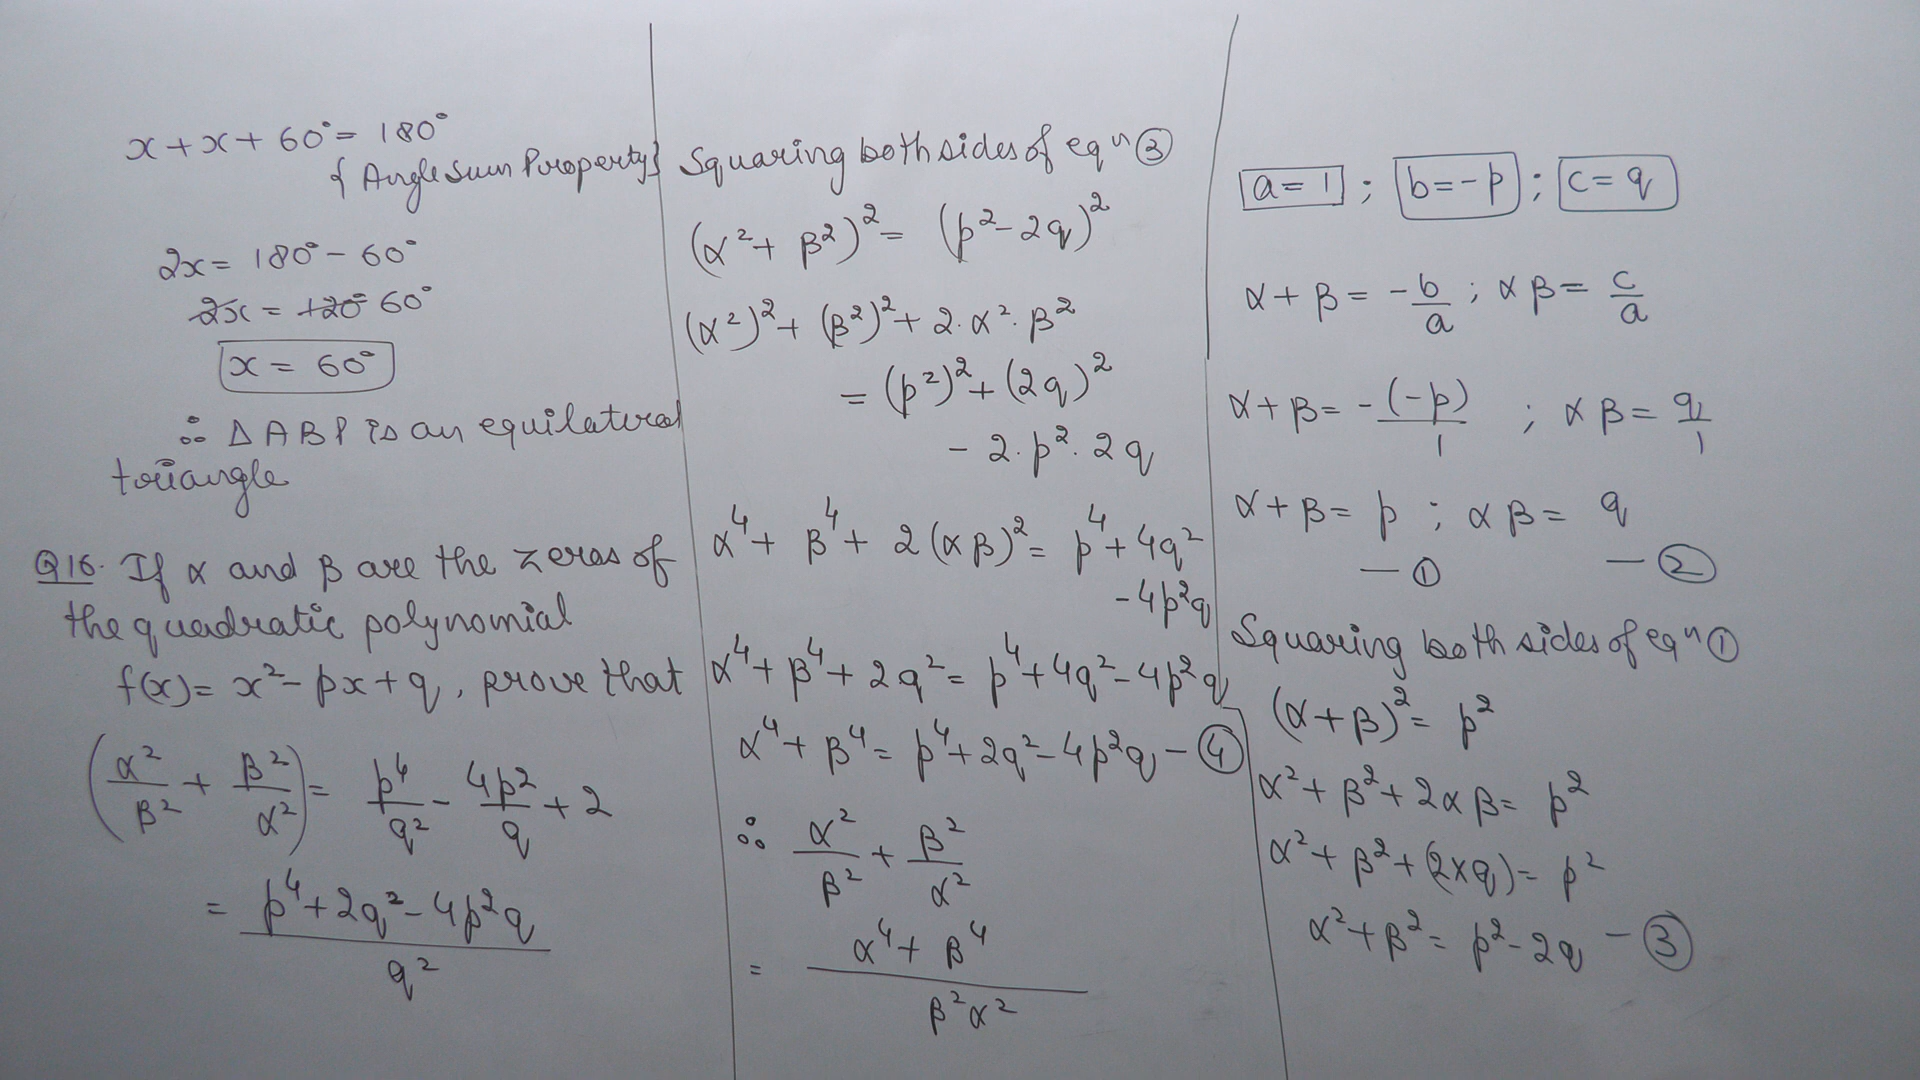 x + x + 60° = 180°
{Angle Sum Property}
2x = 180° - 60°
2x = 120° 60°
x = 60°
∴ Δ ABP is an equilateral
triangle
Q16. If α and β are the zeros of
the quadratic polynomial
f(x) = x² - px + q, prove that
(α²/β² + β²/α²) = p⁴/q² - 4p²/q + 2
= (p⁴ + 2q² - 4p²q)/q²
Squaring both sides of eqⁿ ③
(α² + β²)² = (p² - 2q)²
(α²)² + (β²)² + 2·α²·β²
= (p²)² + (2q)²
- 2·p²·2q
α⁴ + β⁴ + 2(αβ)² = p⁴ + 4q²
- 4p²q
α⁴ + β⁴ + 2q² = p⁴ + 4q² - 4p²q
α⁴ + β⁴ = p⁴ + 2q² - 4p²q - ④
∴ α²/β² + β²/α²
= (α⁴ + β⁴)/(β²α²)
a = 1 ; b = -p ; c = q
α + β = -b/a ; αβ = c/a
α + β = -(-p)/1 ; αβ = q/1
α + β = p ; αβ = q
- ① - ②
Squaring both sides of eqⁿ ①
(α + β)² = p²
α² + β² + 2αβ = p²
α² + β² + (2×q) = p²
α² + β² = p² - 2q - ③